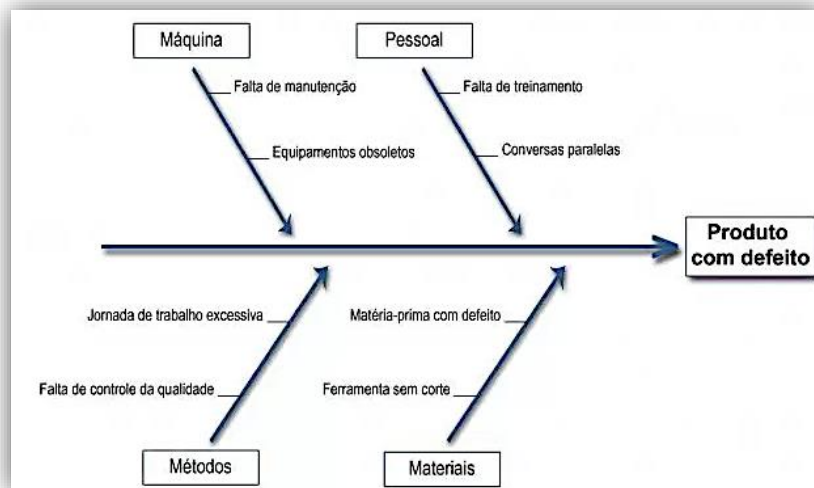 Máquina
Pessoal
Falta de manutenção
Falta de treinamento
Equipamentos obsoletos
Conversas paralelas
Produto
com defeito
Jornada de trabalho excessiva
Matéria-prima com defeito
Falta de controle da qualidade
Ferramenta sem corte
Métodos
Materiais